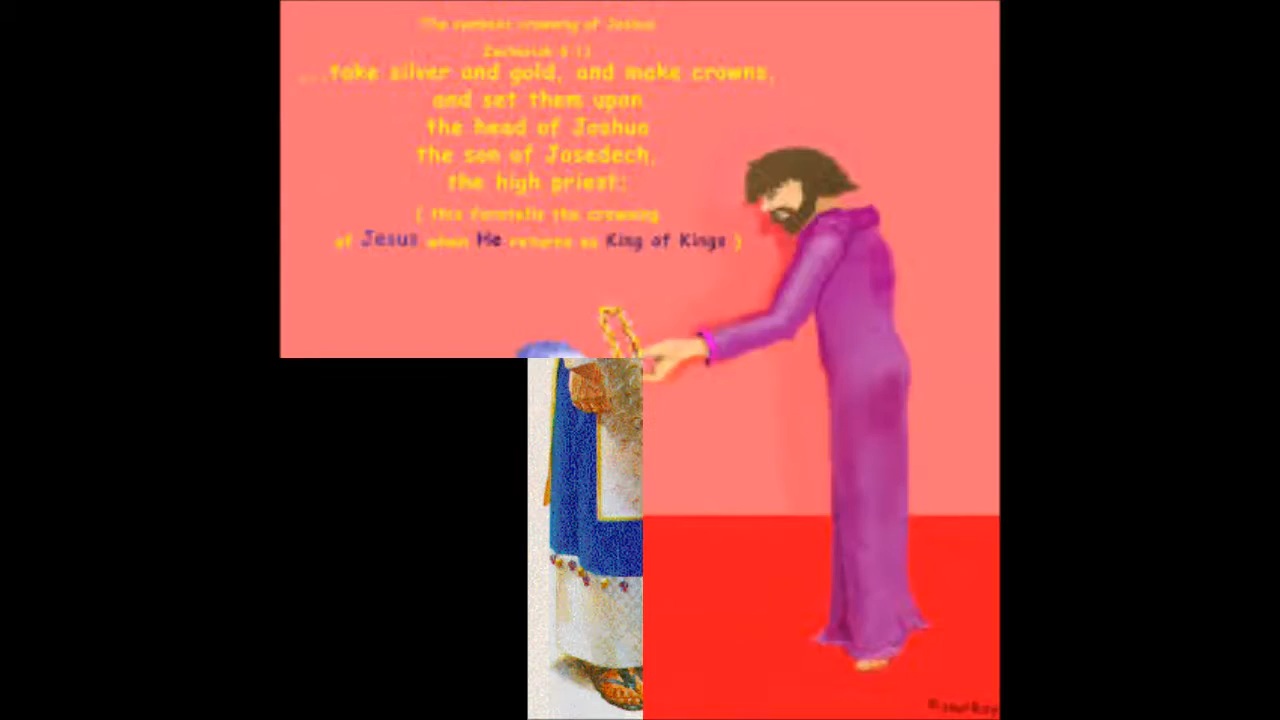 The symbolic crowning of Joshua
Zechariah 6:11
...take silver and gold, and make crowns,
and set them upon
the head of Joshua
the son of Josedech,
the high priest;
( this foretells the crowning
of Jesus when He returns as King of Kings )